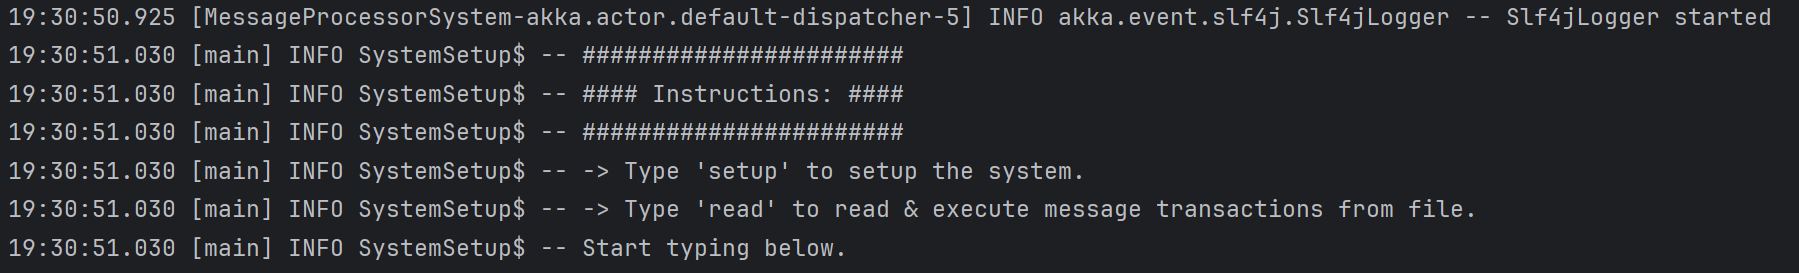 19:30:50.925 [MessageProcessorSystem-akka.actor.default-dispatcher-5] INFO akka.event.slf4j.Slf4jLogger -- Slf4jLogger started
19:30:51.030 [main] INFO SystemSetup$ -- #######################
19:30:51.030 [main] INFO SystemSetup$ -- #### Instructions: ####
19:30:51.030 [main] INFO SystemSetup$ -- #######################
19:30:51.030 [main] INFO SystemSetup$ -- -> Type 'setup' to setup the system.
19:30:51.030 [main] INFO SystemSetup$ -- -> Type 'read' to read & execute message transactions from file.
19:30:51.030 [main] INFO SystemSetup$ -- Start typing below.